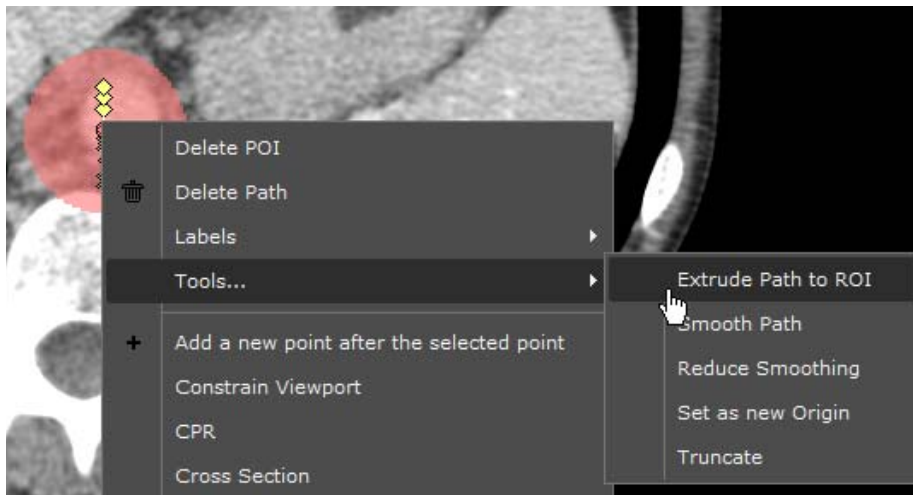 Delete POI
Delete Path
Labels
Tools...
Add a new point after the selected point
Constrain Viewport
CPR
Cross Section
Extrude Path to ROI
Smooth Path
Reduce Smoothing
Set as new Origin
Truncate